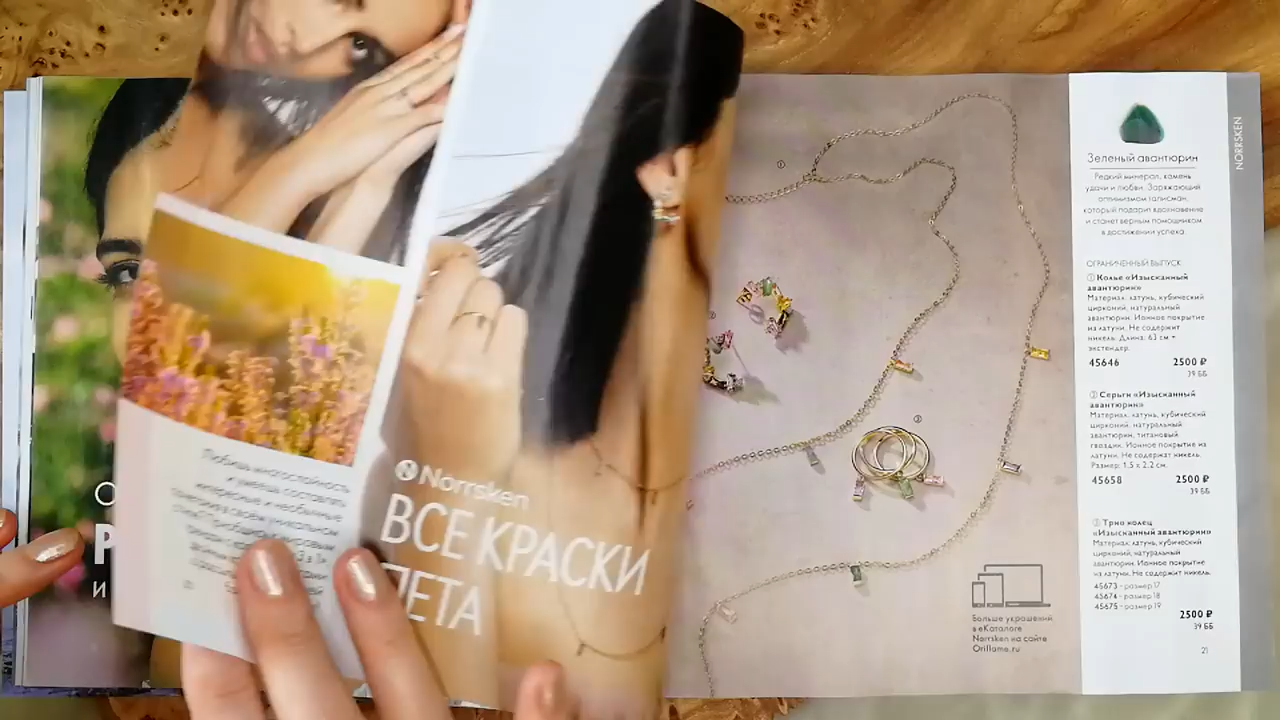 Norrsken
ВСЕ КРАСКИ
ЛЕТА
Зеленый авантюрин
Редкий минерал, камень
удачи и любви. Заряжающий
оптимизмом талисман,
который подарит вдохновение
и станет верным помощником
в достижении успеха.
ОГРАНИЧЕННЫЙ ВЫПУСК
① Колье «Изысканный
авантюрин»
Материал: латунь, кубический
цирконий, натуральный
авантюрин. Ионное покрытие
из латуни. Не содержит
никель. Длина: 63 см +
экстендер.
45646 2500 ₽
39 ББ
② Серьги «Изысканный
авантюрин»
Материал: латунь, кубический
цирконий, натуральный
авантюрин, титановый
гвоздик. Ионное покрытие из
латуни. Не содержит никель.
Размер: 1.5 x 2.2 см.
45658 2500 ₽
39 ББ
③ Трио колец
«Изысканный авантюрин»
Материал: латунь, кубический
цирконий, натуральный
авантюрин. Ионное покрытие
из латуни. Не содержит никель.
45673 – размер 17
45674 – размер 18
45675 – размер 19
2500 ₽
39 ББ
21
NORRSKEN
Больше украшений
в еКаталоге
Norrsken на сайте
Oriflame.ru